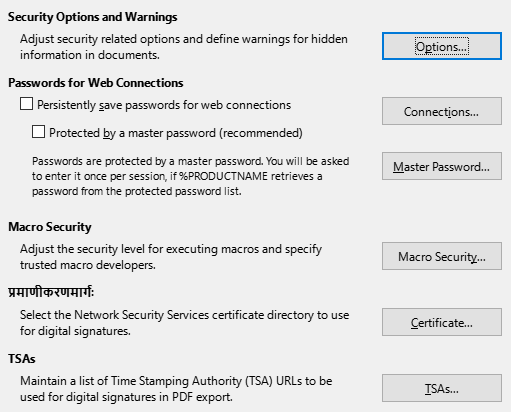 Security Options and Warnings
Adjust security related options and define warnings for hidden
information in documents.
Options...
Passwords for Web Connections
Persistently save passwords for web connections
Connections...
Protected by a master password (recommended)
Passwords are protected by a master password. You will be asked
to enter it once per session, if %PRODUCTNAME retrieves a
password from the protected password list.
Master Password...
Macro Security
Adjust the security level for executing macros and specify
trusted macro developers.
Macro Security...
प्रमाणीकरणमार्गः
Select the Network Security Services certificate directory to use
for digital signatures.
Certificate...
TSAs
Maintain a list of Time Stamping Authority (TSA) URLs to be
used for digital signatures in PDF export.
TSAs...